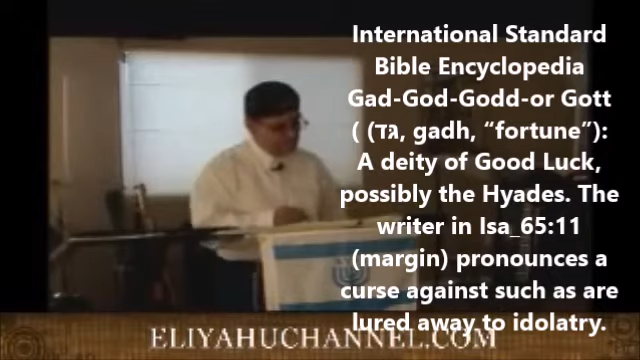 International Standard
Bible Encyclopedia
Gad-God-Godd-or Gott
( (גּד, gadh, “fortune”):
A deity of Good Luck,
possibly the Hyades. The
writer in Isa_65:11
(margin) pronounces a
curse against such as are
lured away to idolatry.
ELIYAHUCHANNEL.COM